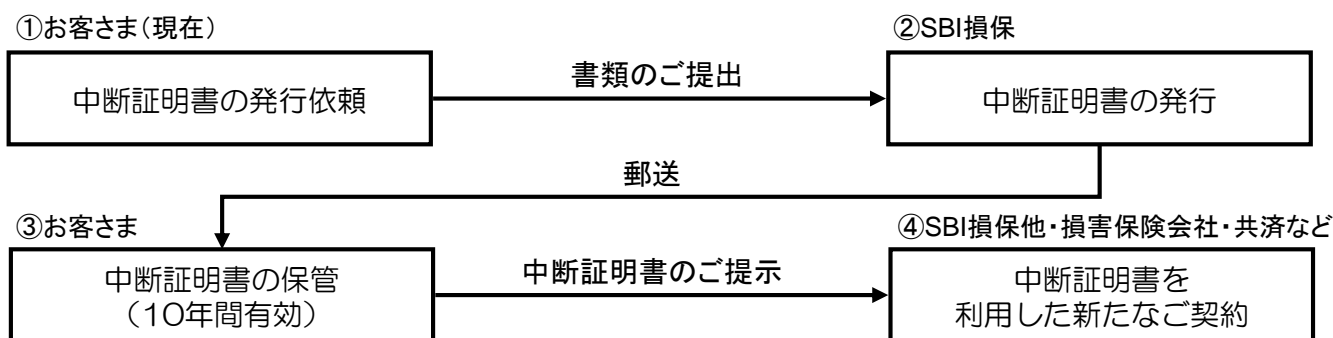 ①お客さま（現在）
中断証明書の発行依頼
書類のご提出
②SBI損保
中断証明書の発行
郵送
③お客さま
中断証明書の保管
（10年間有効）
中断証明書のご提示
④SBI損保他・損害保険会社・共済など
中断証明書を
利用した新たなご契約